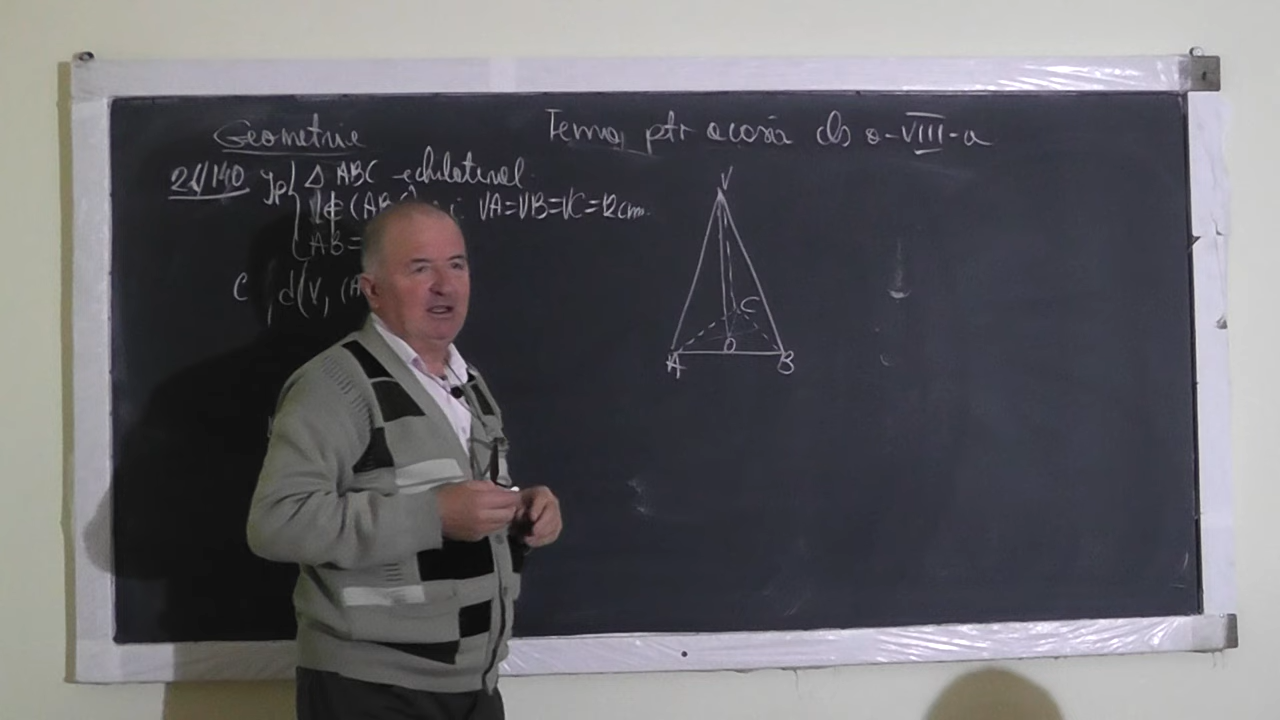 Geometrie
Tema ptr acasă cls a-VIII-a
21/140 Ip { Δ ABC echilateral.
V∉(ABC) a.î. VA=VB=VC=12cm.
AB=
C d(V, (A
V
C
O
A
B